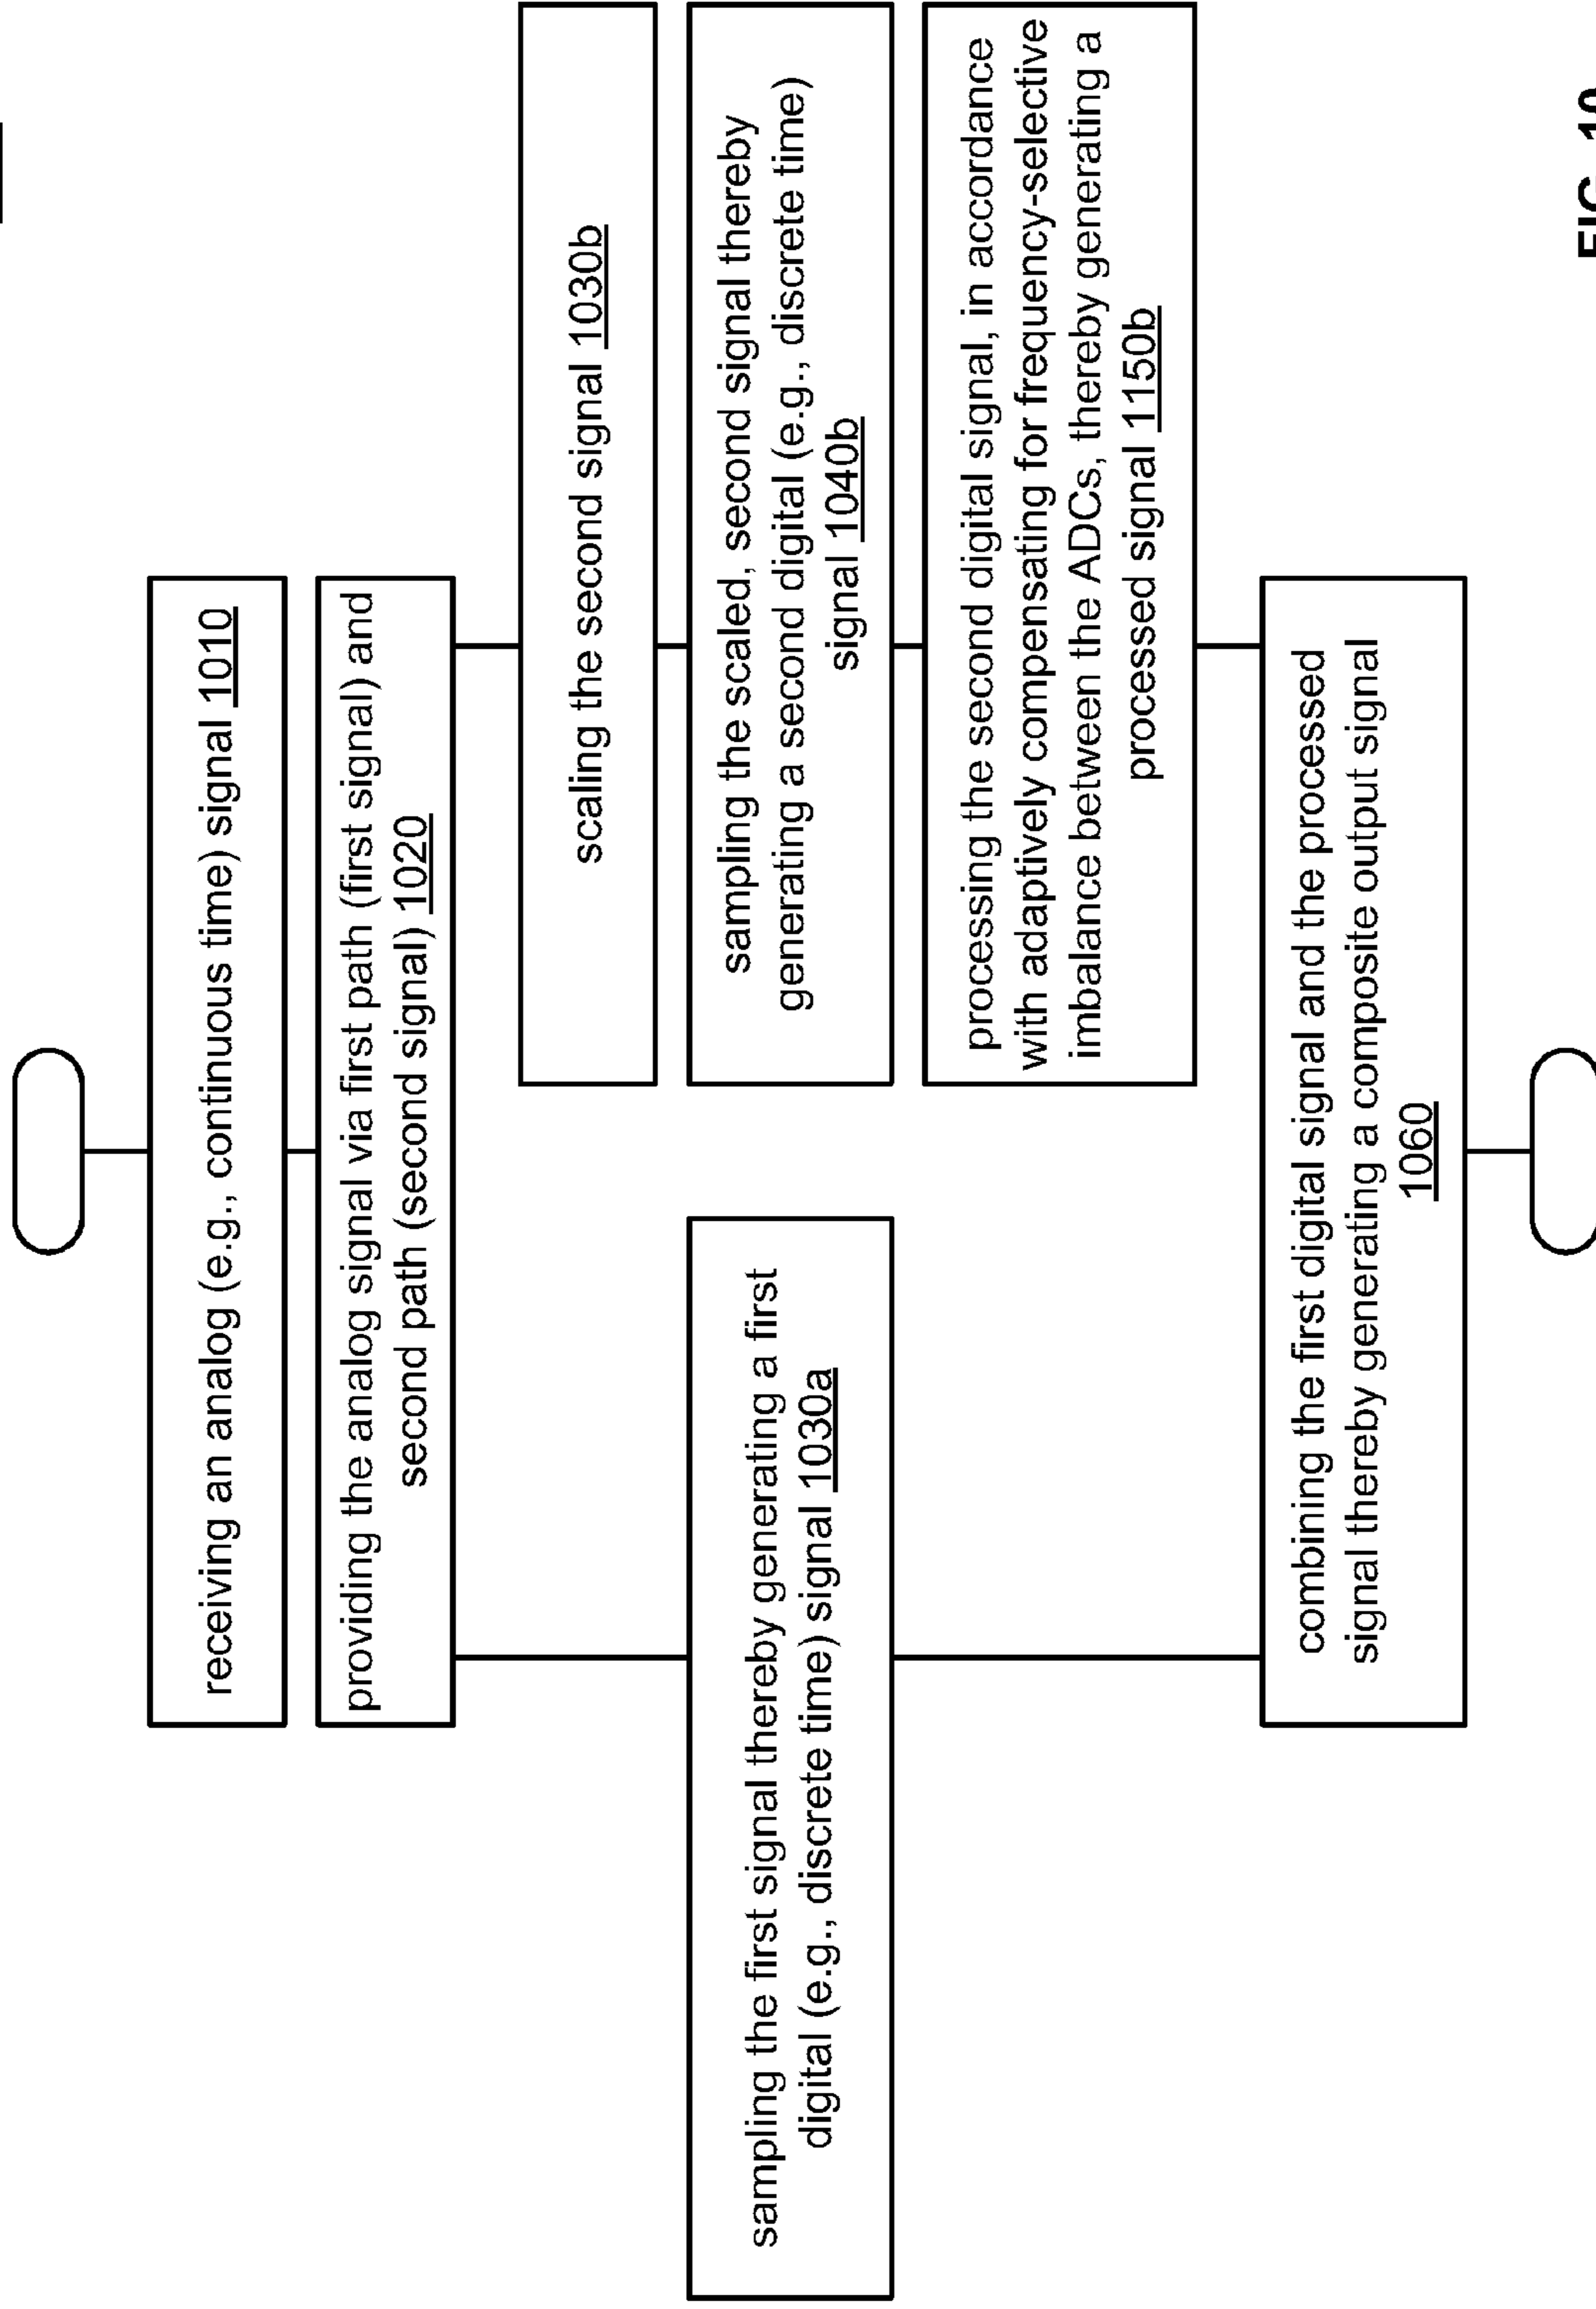 receiving an analog (e.g., continuous time) signal 1010
providing the analog signal via first path (first signal) and
second path (second signal) 1020
sampling the first signal thereby generating a first
digital (e.g., discrete time) signal 1030a
scaling the second signal 1030b
sampling the scaled, second signal thereby
generating a second digital (e.g., discrete time)
signal 1040b
processing the second digital signal, in accordance
with adaptively compensating for frequency-selective
imbalance between the ADCs, thereby generating a
processed signal 1150b
combining the first digital signal and the processed
signal thereby generating a composite output signal
1060
FIG. 10